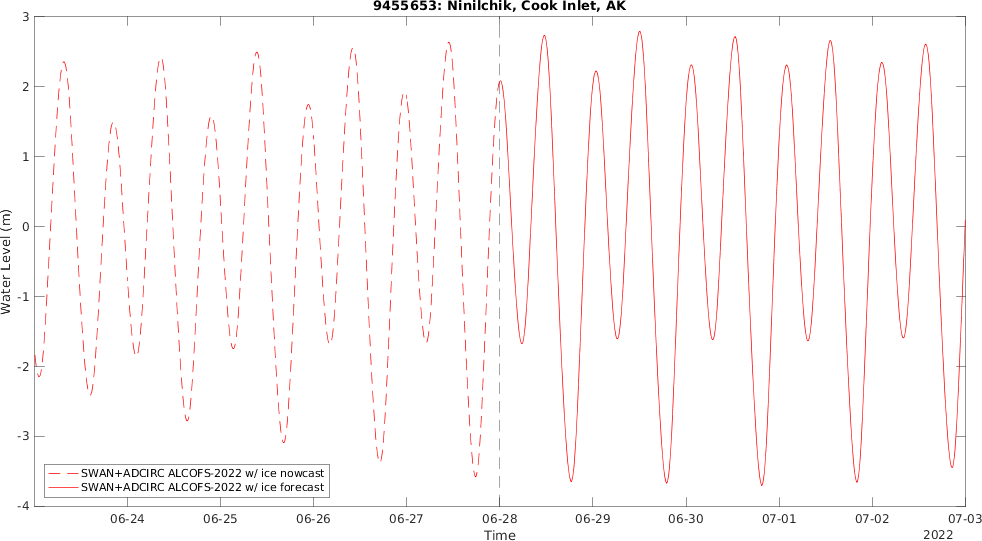 9455653: Ninilchik, Cook Inlet, AK
3
2
1
0
-1
-2
-3
-4
Water Level (m)
SWAN+ADCIRC ALCOFS-2022 w/ ice nowcast
SWAN+ADCIRC ALCOFS-2022 w/ ice forecast
06-24 06-25 06-26 06-27 06-28 06-29 06-30 07-01 07-02 07-03
Time
2022